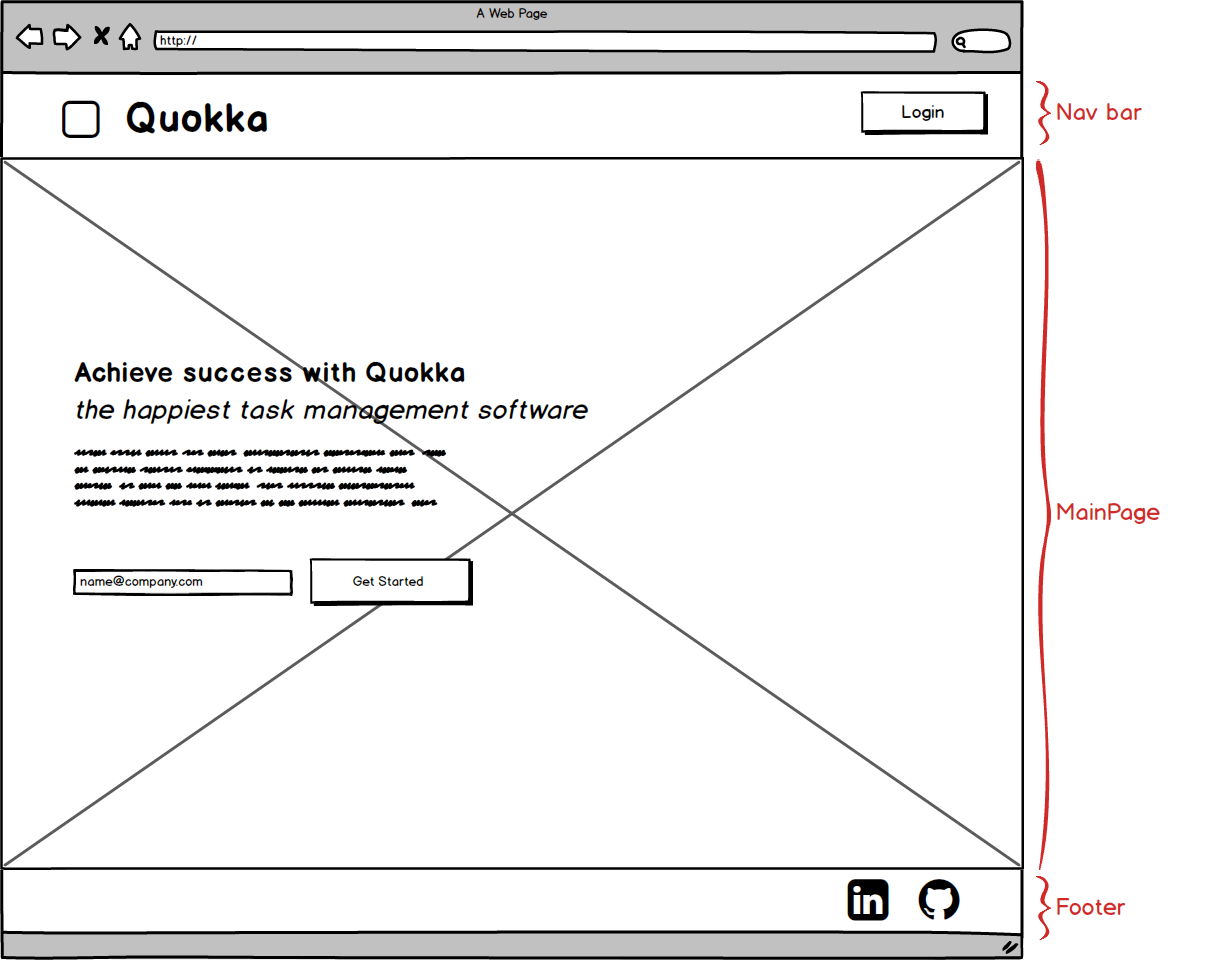 A Web Page
http://
Quokka
Login
Nav bar
Achieve success with Quokka
the happiest task management software
MainPage
name@company.com
Get Started
in
Footer